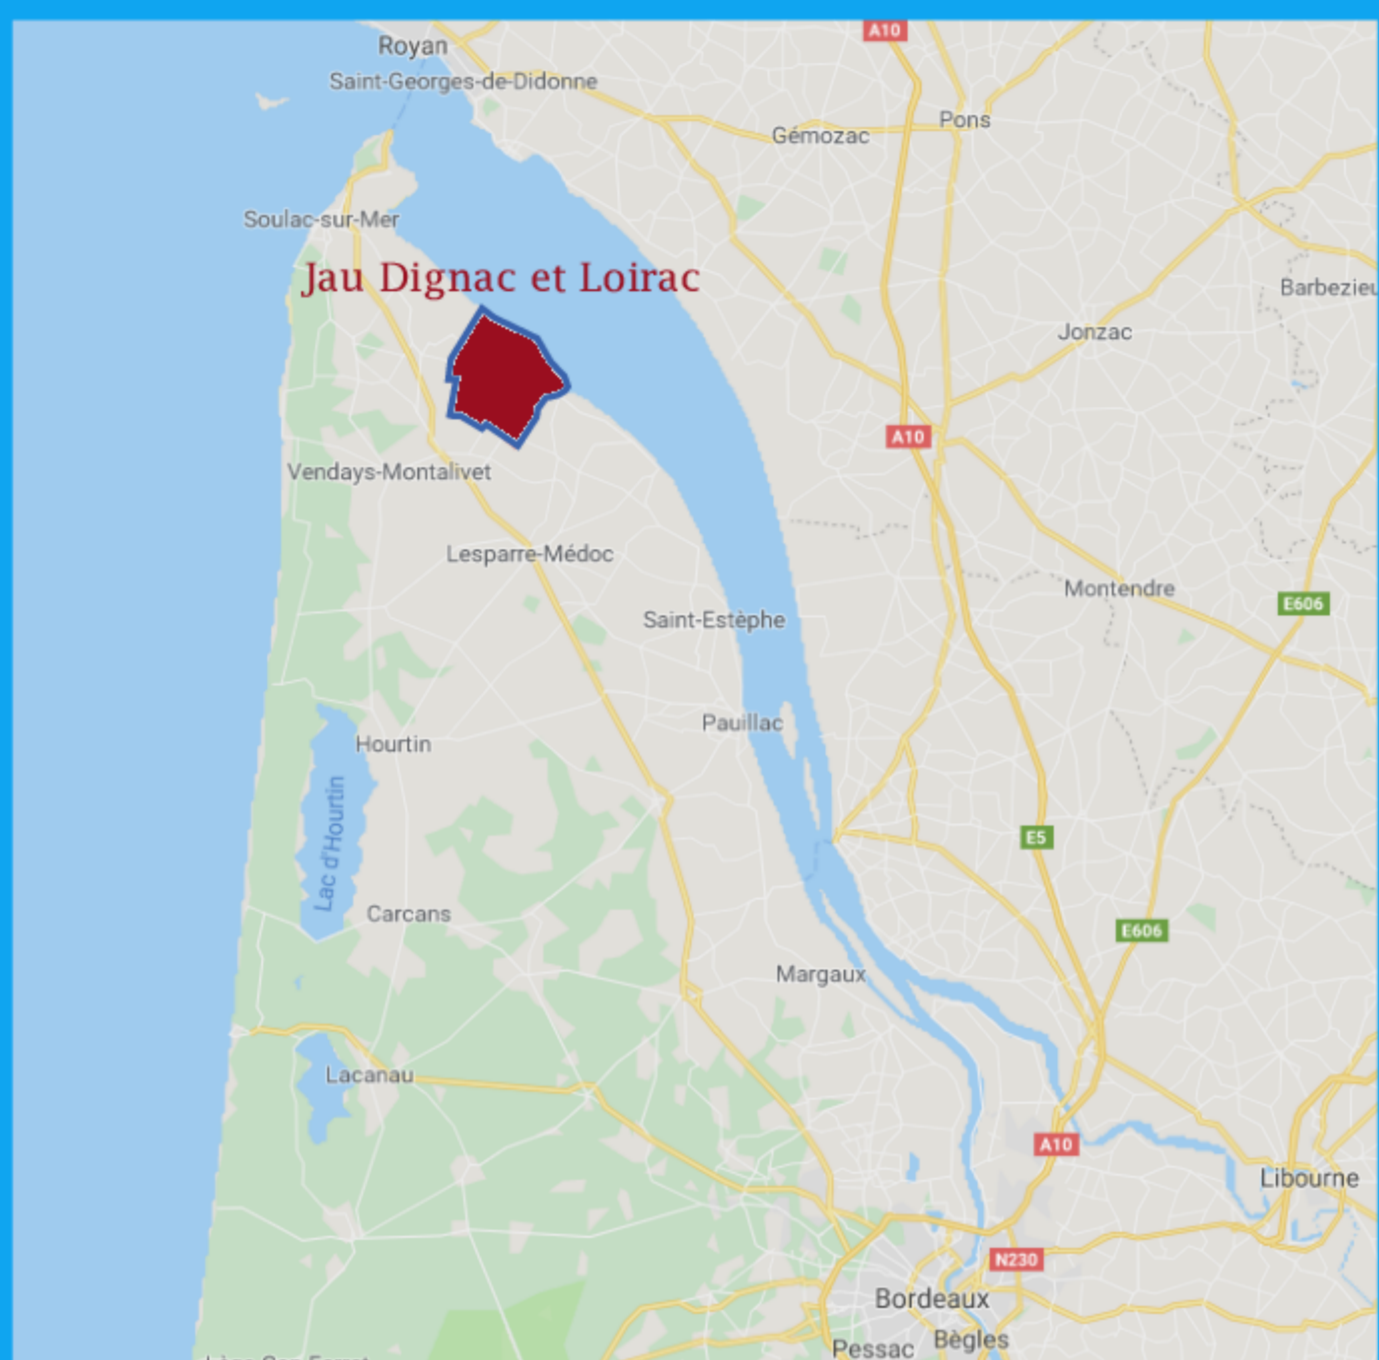 A10
Royan
Saint-Georges-de-Didonne
Pons
Gémozac
Soulac-sur-Mer
Jau Dignac et Loirac
Barbezieu
Jonzac
A10
Vendays-Montalivet
Lesparre-Médoc
Montendre
E606
Saint-Estèphe
Pauillac
Hourtin
Lac d'Hourtin
E5
Carcans
E606
Margaux
Lacanau
A10
Libourne
N230
Bordeaux
Bègles
Pessac